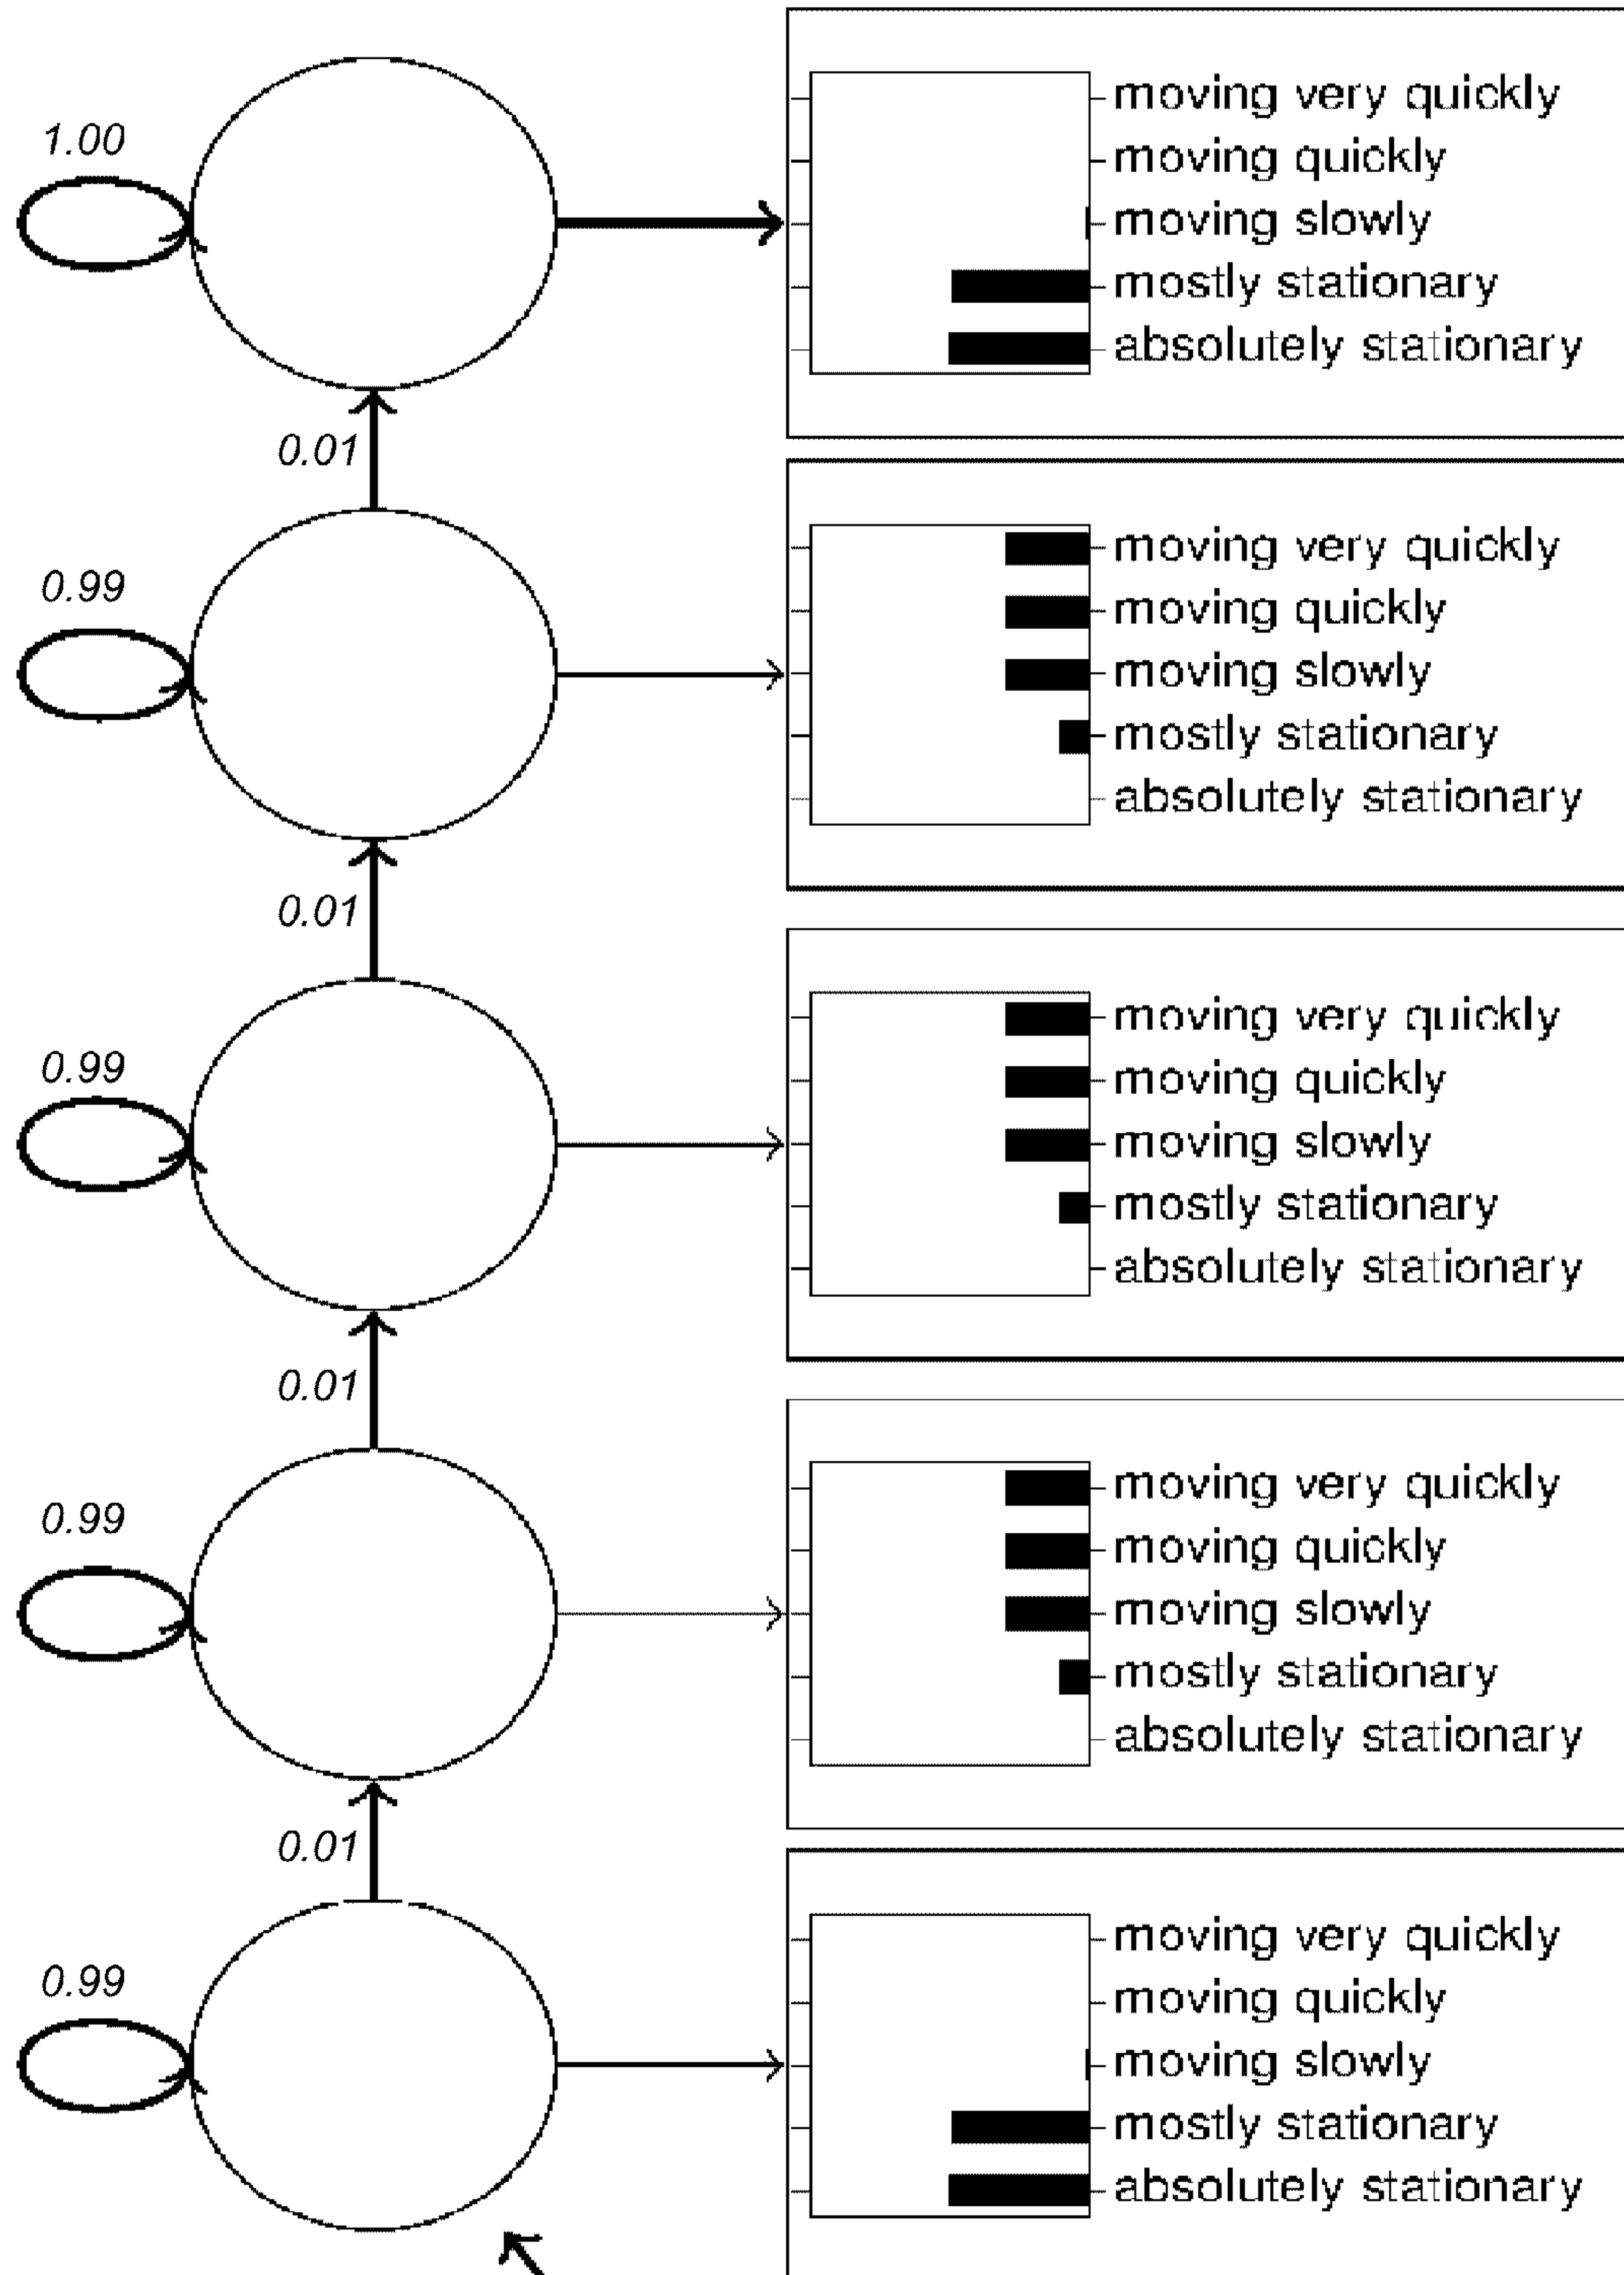 1.00
moving very quickly
moving quickly
moving slowly
mostly stationary
absolutely stationary
0.01
0.99
moving very quickly
moving quickly
moving slowly
mostly stationary
absolutely stationary
0.01
0.99
moving very quickly
moving quickly
moving slowly
mostly stationary
absolutely stationary
0.01
0.99
moving very quickly
moving quickly
moving slowly
mostly stationary
absolutely stationary
0.01
0.99
moving very quickly
moving quickly
moving slowly
mostly stationary
absolutely stationary